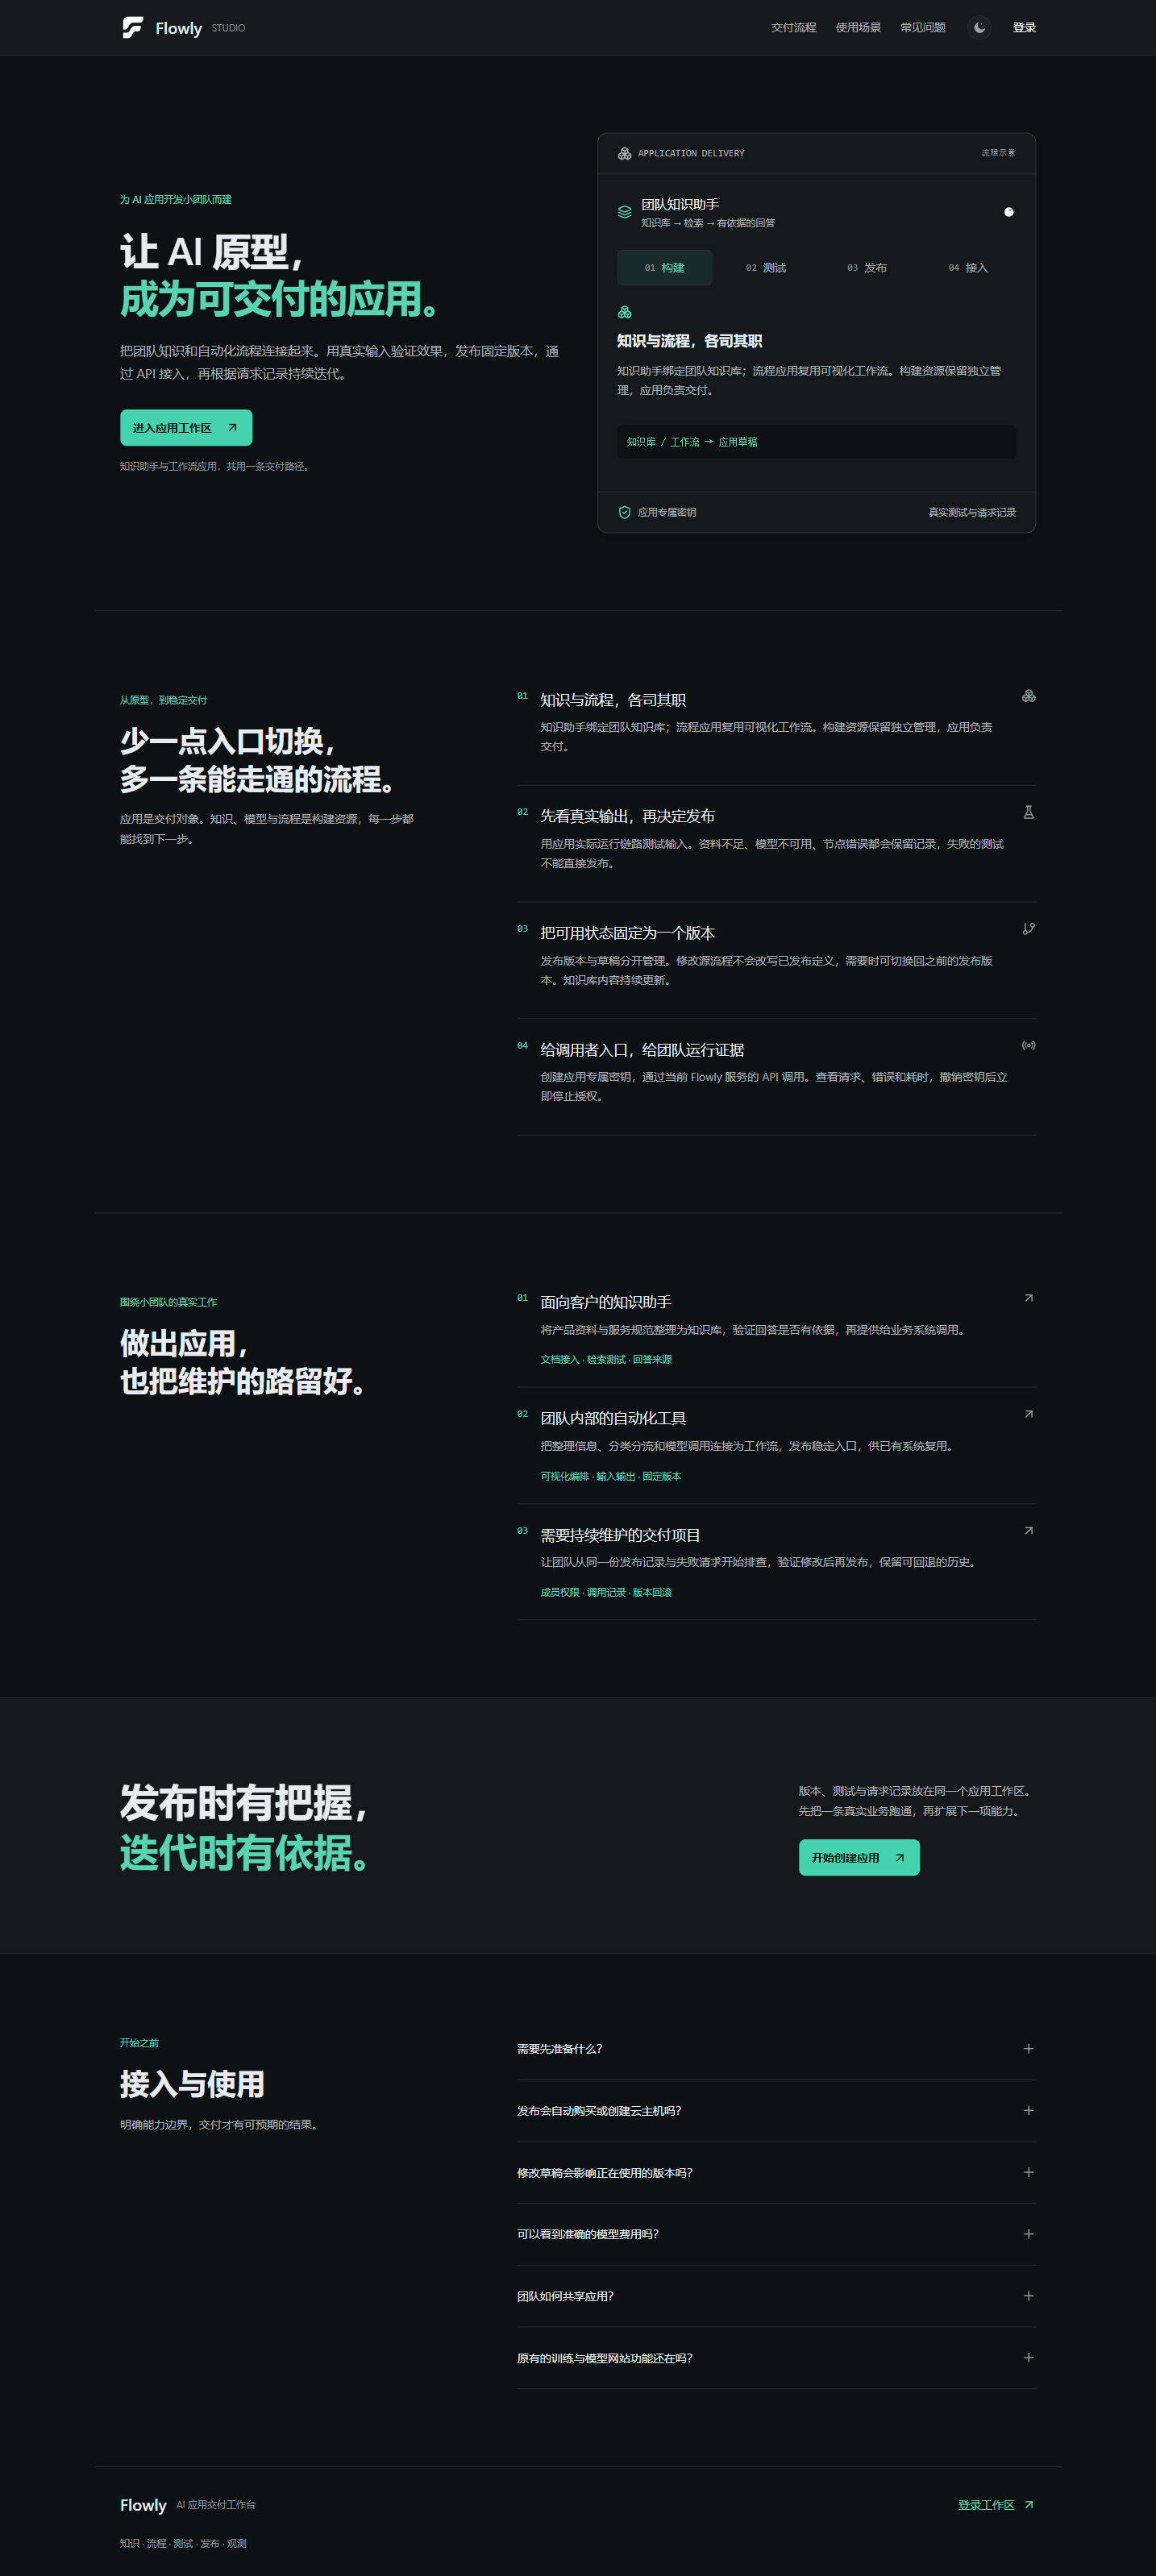 Flowly STUDIO
交付流程 使用场景 常见问题 登录
为 AI 应用开发小团队而建
让 AI 原型，
成为可交付的应用。
把团队知识和自动化流程连接起来。用真实输入验证效果，发布固定版本，通
过 API 接入，再根据请求记录持续迭代。
进入应用工作区
知识助手与工作流应用，共用一条交付路径。
APPLICATION DELIVERY 流程示意
团队知识助手
知识库 → 检索 → 有依据的回答
01 构建 02 测试 03 发布 04 接入
知识与流程，各司其职
知识助手绑定团队知识库；流程应用复用可视化工作流。构建资源保留独立管
理，应用负责交付。
知识库 / 工作流 → 应用草稿
应用专属密钥 真实测试与请求记录
从原型，到稳定交付
少一点入口切换，
多一条能走通的流程。
应用是交付对象。知识、模型与流程是构建资源，每一步都
能找到下一步。
01 知识与流程，各司其职
知识助手绑定团队知识库；流程应用复用可视化工作流。构建资源保留独立管理，应用负责
交付。
02 先看真实输出，再决定发布
用应用实际运行链路测试输入。资料不足、模型不可用、节点错误都会保留记录，失败的测试
不能直接发布。
03 把可用状态固定为一个版本
发布版本与草稿分开管理。修改源流程不会改写已发布定义，需要时可切换回之前的发布版
本。知识库内容持续更新。
04 给调用者入口，给团队运行证据
创建应用专属密钥，通过当前 Flowly 服务的 API 调用。查看请求、错误和耗时，撤销密钥后立
即停止授权。
围绕小团队的真实工作
做出应用，
也把维护的路留好。
01 面向客户的知识助手
将产品资料与服务规范整理为知识库，验证回答是否有依据，再提供给业务系统调用。
文档接入 · 检索测试 · 回答来源
02 团队内部的自动化工具
把整理信息、分类分流和模型调用连接为工作流，发布稳定入口，供已有系统复用。
可视化编排 · 输入输出 · 固定版本
03 需要持续维护的交付项目
让团队从同一份发布记录与失败请求开始排查，验证修改后再发布，保留可回退的历史。
成员权限 · 调用记录 · 版本回滚
发布时有把握，
迭代时有依据。
版本、测试与请求记录放在同一个应用工作区。
先把一条真实业务跑通，再扩展下一项能力。
开始创建应用
开始之前
接入与使用
明确能力边界，交付才有可预期的结果。
需要先准备什么？
发布会自动购买或创建云主机吗？
修改草稿会影响正在使用的版本吗？
可以看到准确的模型费用吗？
团队如何共享应用？
原有的训练与模型网站功能还在吗？
Flowly AI 应用交付工作台
登录工作区
知识 · 流程 · 测试 · 发布 · 观测